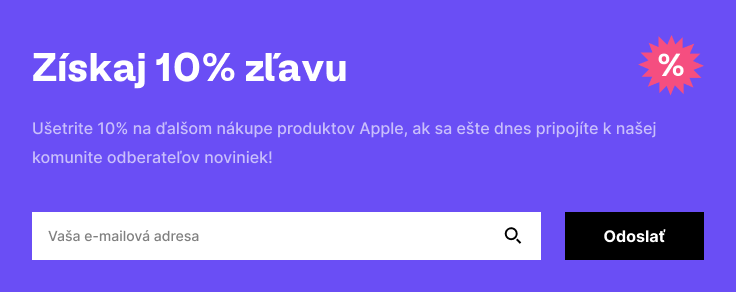 Získaj 10% zľavu
%
Ušetrite 10% na ďalšom nákupe produktov Apple, ak sa ešte dnes pripojíte k našej
komunite odberateľov noviniek!
Vaša e-mailová adresa
Odoslať